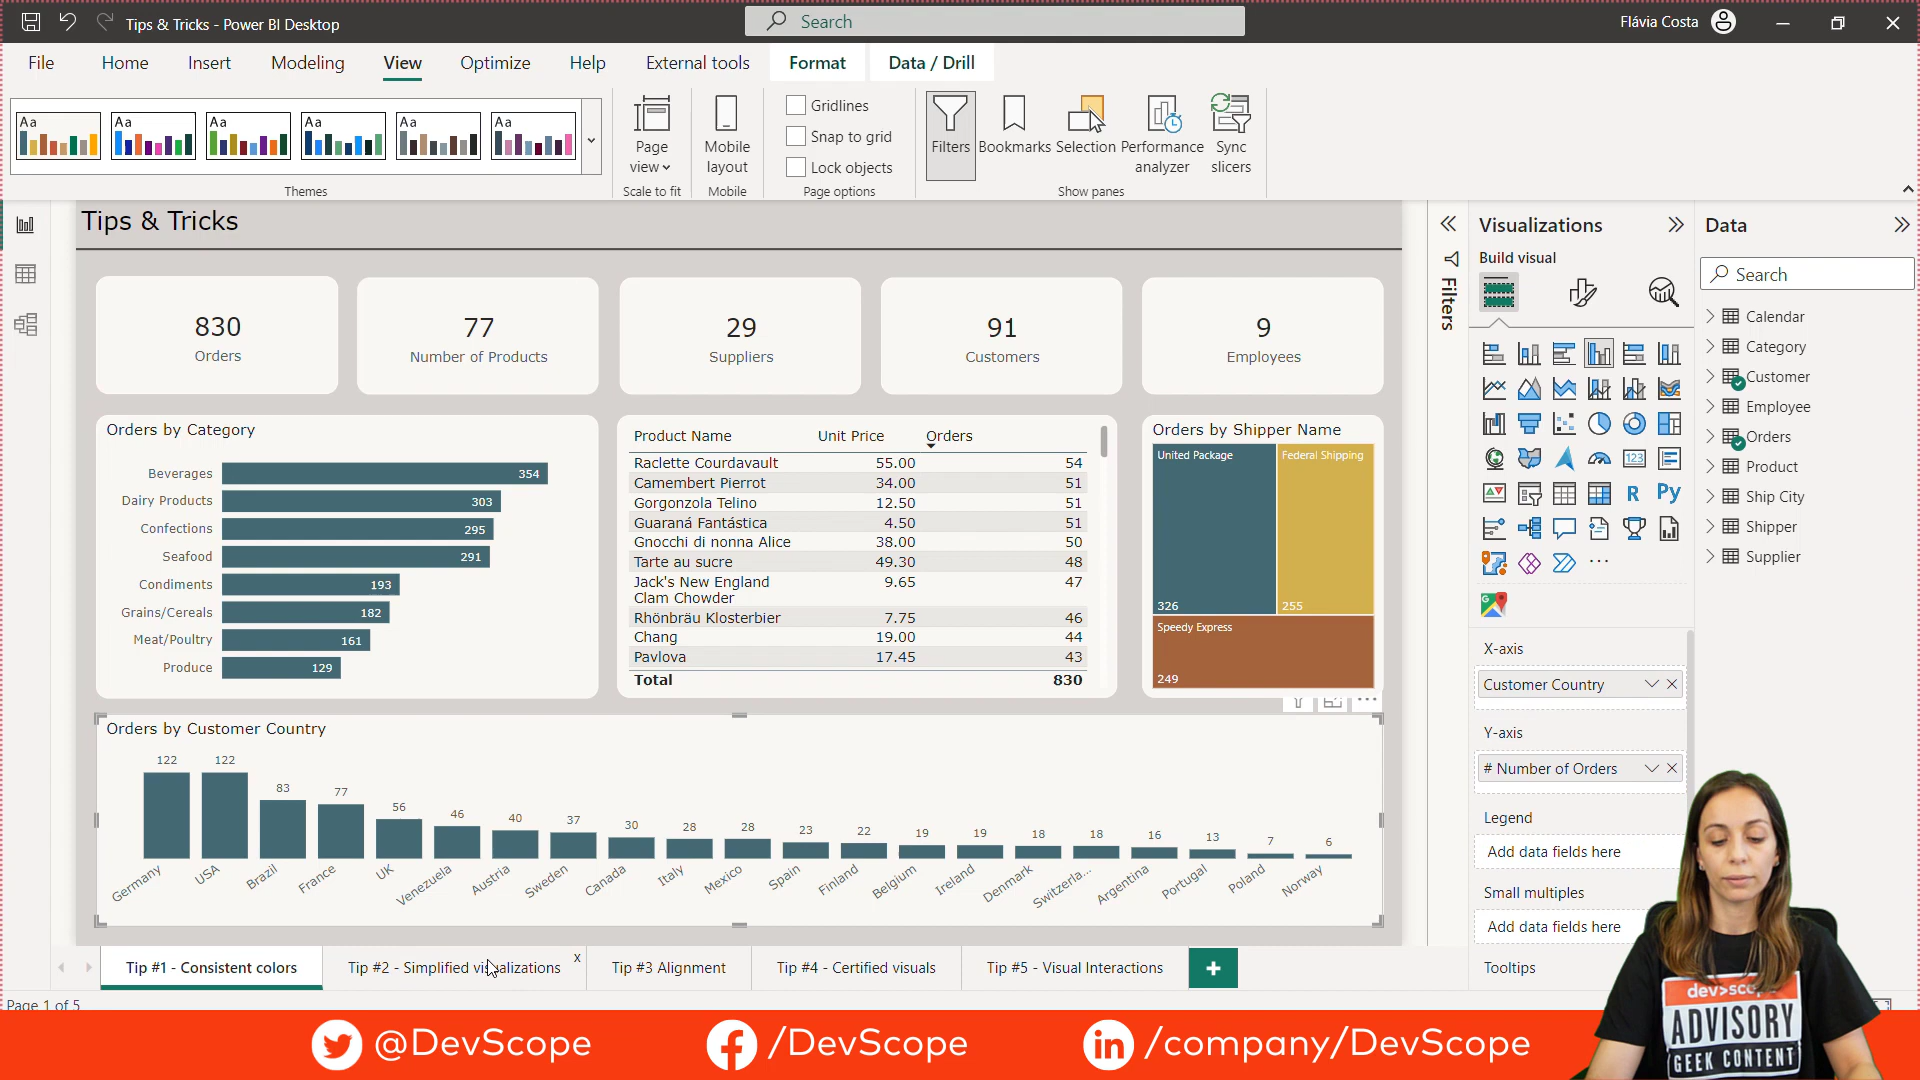 Tips & Tricks - Power BI Desktop
Search
Flávia Costa
File
Home
Insert
Modeling
View
Optimize
Help
External tools
Format
Data / Drill
Aa
Aa
Aa
Aa
Aa
Aa
Page view
Mobile layout
Gridlines
Snap to grid
Lock objects
Filters
Bookmarks
Selection
Performance analyzer
Sync slicers
Themes
Scale to fit
Mobile
Page options
Show panes
Tips & Tricks
830
Orders
77
Number of Products
29
Suppliers
91
Customers
9
Employees
Orders by Category
Beverages 354
Dairy Products 303
Confections 295
Seafood 291
Condiments 193
Grains/Cereals 182
Meat/Poultry 161
Produce 129
Product Name Unit Price Orders
Raclette Courdavault 55.00 54
Camembert Pierrot 34.00 51
Gorgonzola Telino 12.50 51
Guaraná Fantástica 4.50 51
Gnocchi di nonna Alice 38.00 50
Tarte au sucre 49.30 48
Jack's New England 9.65 47
Clam Chowder
Rhönbräu Klosterbier 7.75 46
Chang 19.00 44
Pavlova 17.45 43
Total 830
Orders by Shipper Name
United Package
326
Federal Shipping
255
Speedy Express
249
Orders by Customer Country
122 122 83 77 56 46 40 37 30 28 28 23 22 19 19 18 18 16 13 7 6
Germany USA Brazil France UK Venezuela Austria Sweden Canada Italy Mexico Spain Finland Belgium Ireland Denmark Switzerla... Argentina Portugal Poland Norway
Filters
Visualizations
Build visual
123
R
Py
X-axis
Customer Country
Y-axis
# Number of Orders
Legend
Add data fields here
Small multiples
Add data fields here
Tooltips
Data
Search
Calendar
Category
Customer
Employee
Orders
Product
Ship City
Shipper
Supplier
Tip #1 - Consistent colors
Tip #2 - Simplified visualizations
x
Tip #3 Alignment
Tip #4 - Certified visuals
Tip #5 - Visual Interactions
+
Page 1 of 5
@DevScope
/DevScope
in /company/DevScope
dev>scope
ADVISORY
GEEK CONTENT